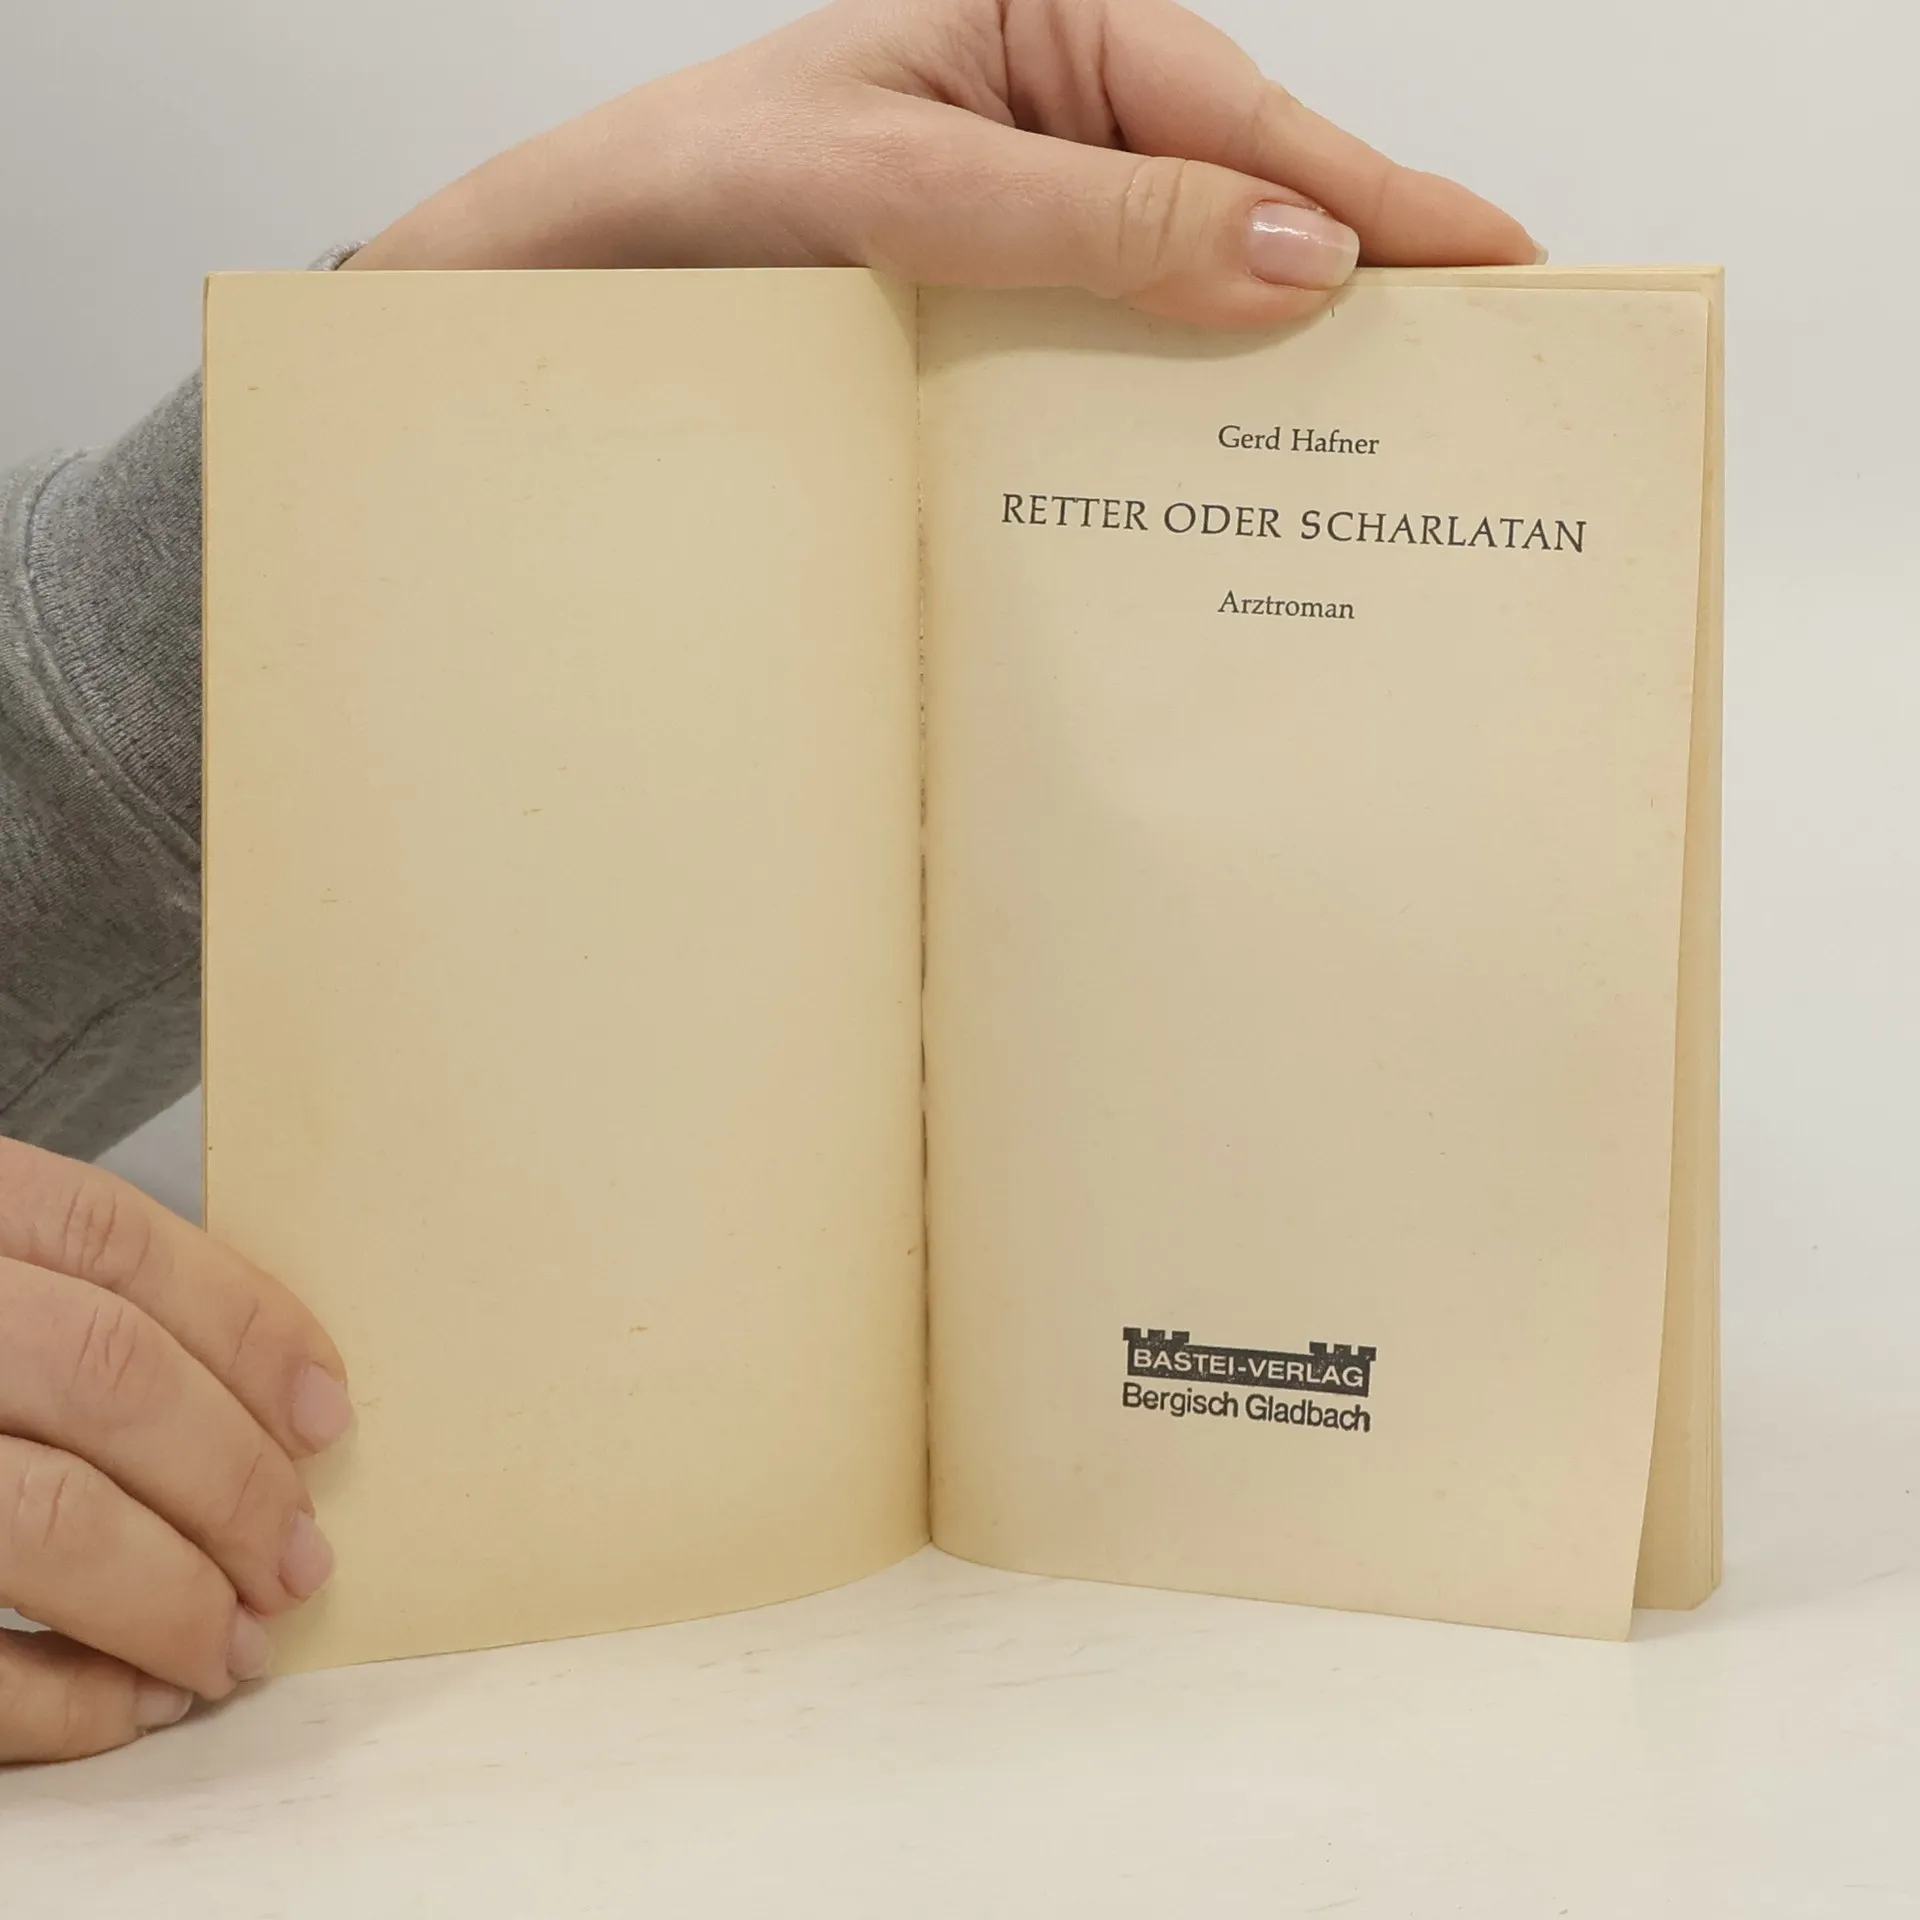 Gerd Hafner
RETTER ODER SCHARLATAN
Arztroman
BASTEI-VERLAG
Bergisch Gladbach